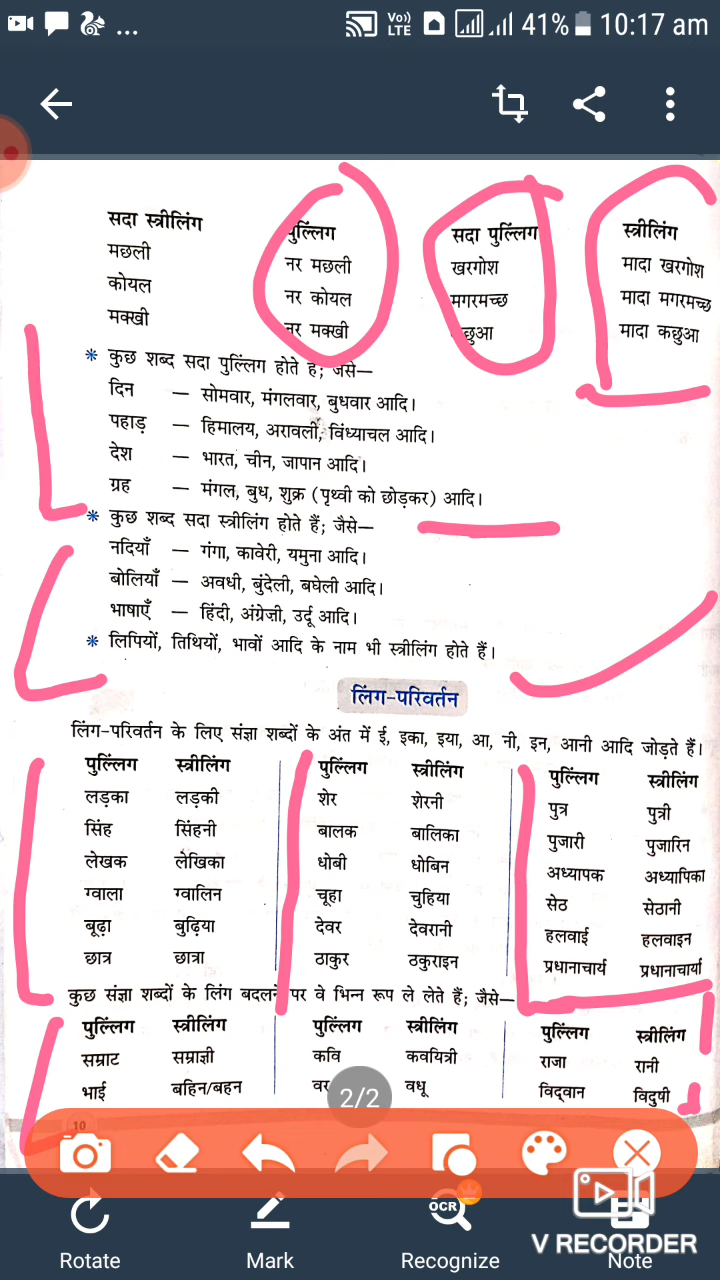 Vo)) LTE 41% 10:17 am
सदा स्त्रीलिंग पुल्लिंग सदा पुल्लिंग स्त्रीलिंग
मछली नर मछली खरगोश मादा खरगोश
कोयल नर कोयल मगरमच्छ मादा मगरमच्छ
मक्खी नर मक्खी कछुआ मादा कछुआ
* कुछ शब्द सदा पुल्लिंग होते हैं; जैसे—
दिन — सोमवार, मंगलवार, बुधवार आदि।
पहाड़ — हिमालय, अरावली, विंध्याचल आदि।
देश — भारत, चीन, जापान आदि।
ग्रह — मंगल, बुध, शुक्र (पृथ्वी को छोड़कर) आदि।
* कुछ शब्द सदा स्त्रीलिंग होते हैं; जैसे—
नदियाँ — गंगा, कावेरी, यमुना आदि।
बोलियाँ — अवधी, बुंदेली, बघेली आदि।
भाषाएँ — हिंदी, अंग्रेज़ी, उर्दू आदि।
* लिपियों, तिथियों, भावों आदि के नाम भी स्त्रीलिंग होते हैं।
लिंग-परिवर्तन
लिंग-परिवर्तन के लिए संज्ञा शब्दों के अंत में ई, इका, इया, आ, नी, इन, आनी आदि जोड़ते हैं।
पुल्लिंग स्त्रीलिंग पुल्लिंग स्त्रीलिंग पुल्लिंग स्त्रीलिंग
लड़का लड़की शेर शेरनी पुत्र पुत्री
सिंह सिंहनी बालक बालिका पुजारी पुजारिन
लेखक लेखिका धोबी धोबिन अध्यापक अध्यापिका
ग्वाला ग्वालिन चूहा चुहिया सेठ सेठानी
बूढ़ा बुढ़िया देवर देवरानी हलवाई हलवाइन
छात्र छात्रा ठाकुर ठकुराइन प्रधानाचार्य प्रधानाचार्या
कुछ संज्ञा शब्दों के लिंग बदलने पर वे भिन्न रूप ले लेते हैं; जैसे—
पुल्लिंग स्त्रीलिंग पुल्लिंग स्त्रीलिंग पुल्लिंग स्त्रीलिंग
सम्राट सम्राज्ञी कवि कवयित्री राजा रानी
भाई बहिन/बहन वर वधू विद्वान विदुषी
2/2
10
OCR
V RECORDER
Rotate Mark Recognize Note